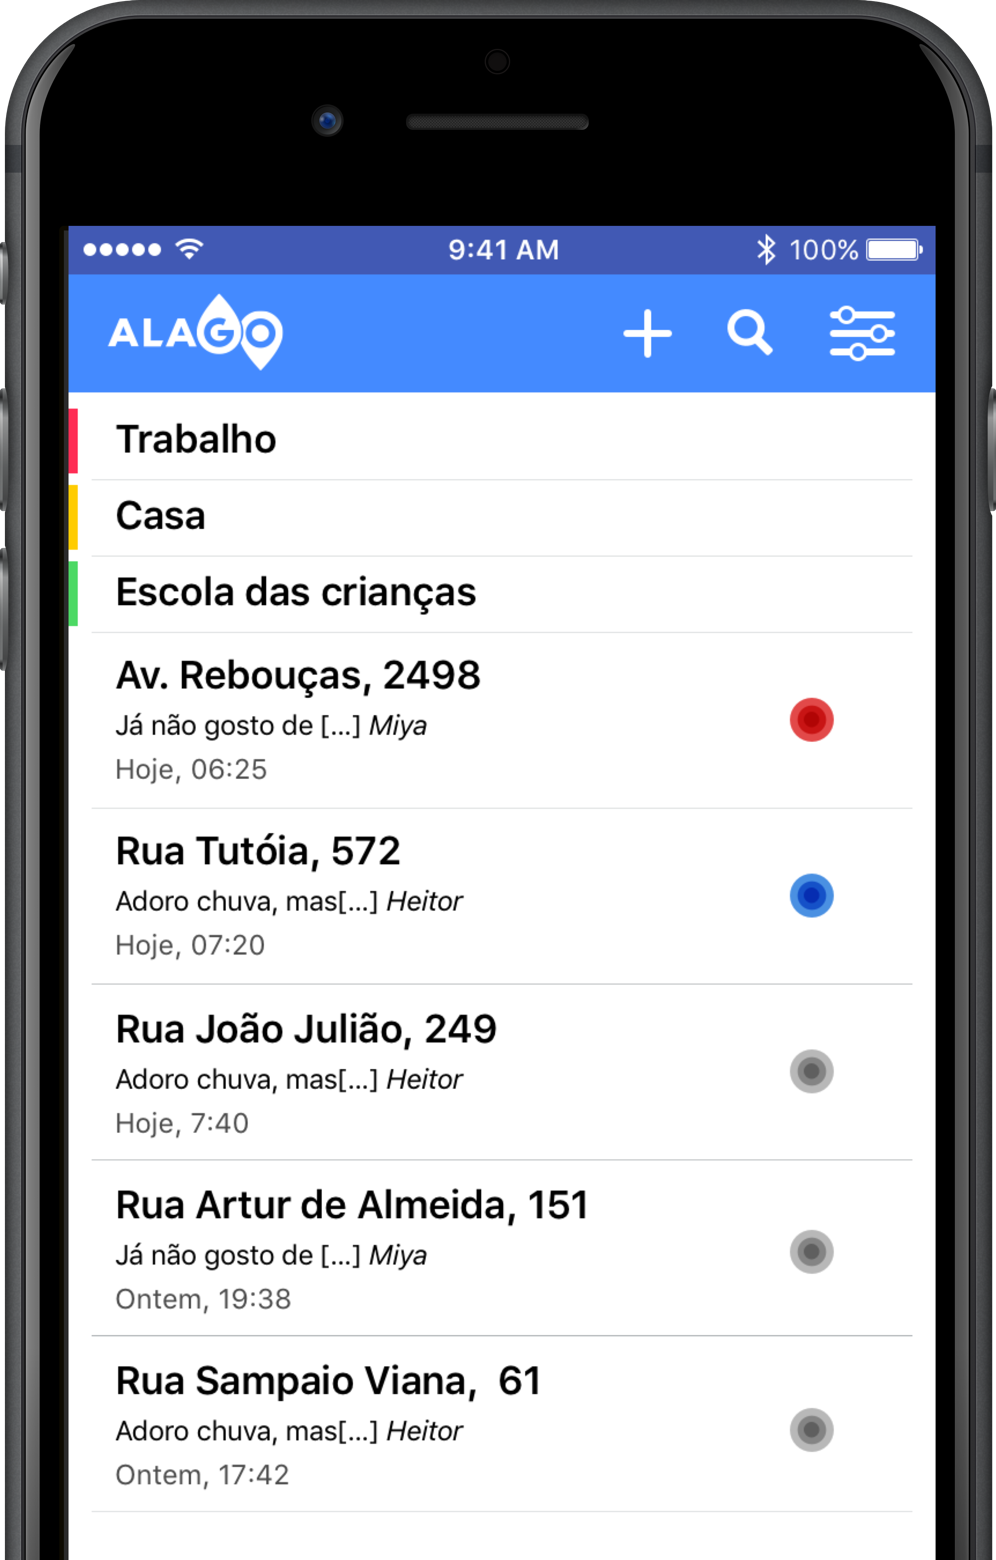 9:41 AM 100%
ALAGO
Trabalho
Casa
Escola das crianças
Av. Rebouças, 2498
Já não gosto de [...] Miya
Hoje, 06:25
Rua Tutóia, 572
Adoro chuva, mas[...] Heitor
Hoje, 07:20
Rua João Julião, 249
Adoro chuva, mas[...] Heitor
Hoje, 7:40
Rua Artur de Almeida, 151
Já não gosto de [...] Miya
Ontem, 19:38
Rua Sampaio Viana,  61
Adoro chuva, mas[...] Heitor
Ontem, 17:42